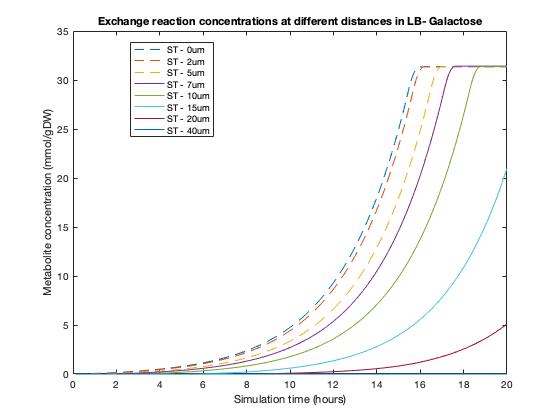 Exchange reaction concentrations at different distances in LB- Galactose
35
30
25
20
15
10
5
0
Metabolite concentration (mmol/gDW)
ST - 0um
ST - 2um
ST - 5um
ST - 7um
ST - 10um
ST - 15um
ST - 20um
ST - 40um
0 2 4 6 8 10 12 14 16 18 20
Simulation time (hours)